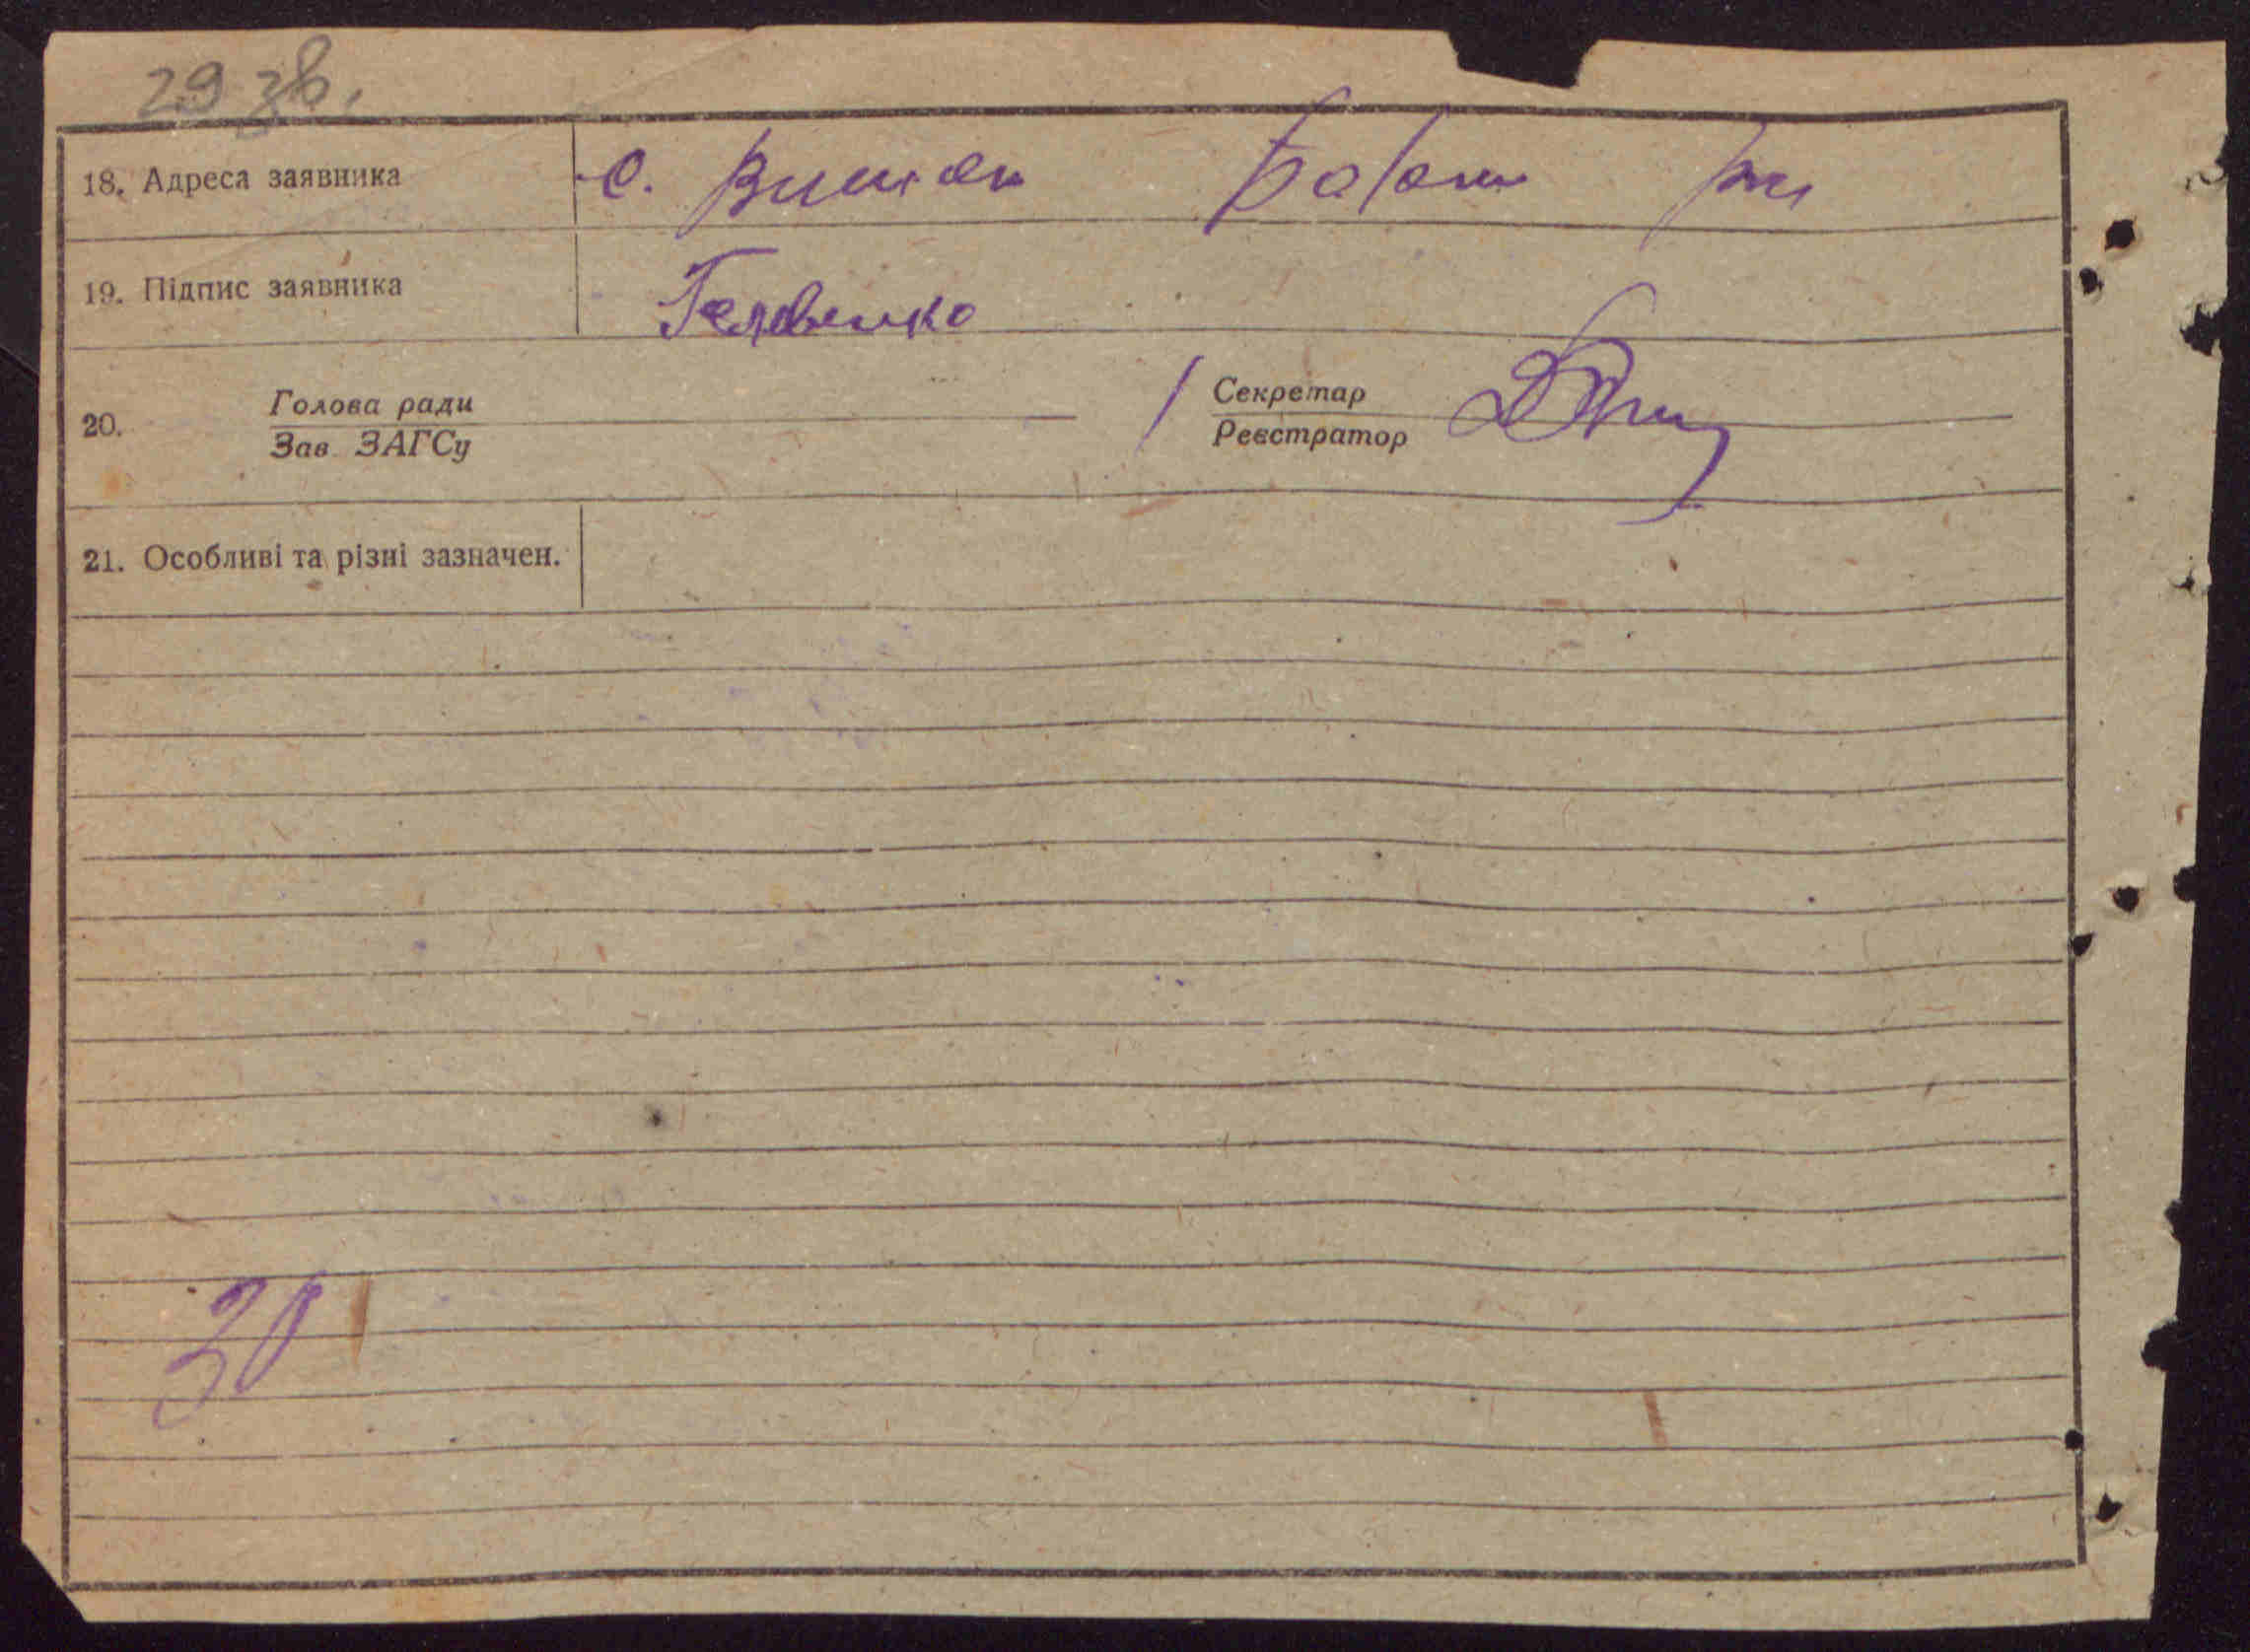 29 зв.
18. Адреса заявника с.
19. Підпис заявника
20. Голова ради Секретар
Зав. ЗАГСу Реєстратор
21. Особливі та різні зазначен.
30